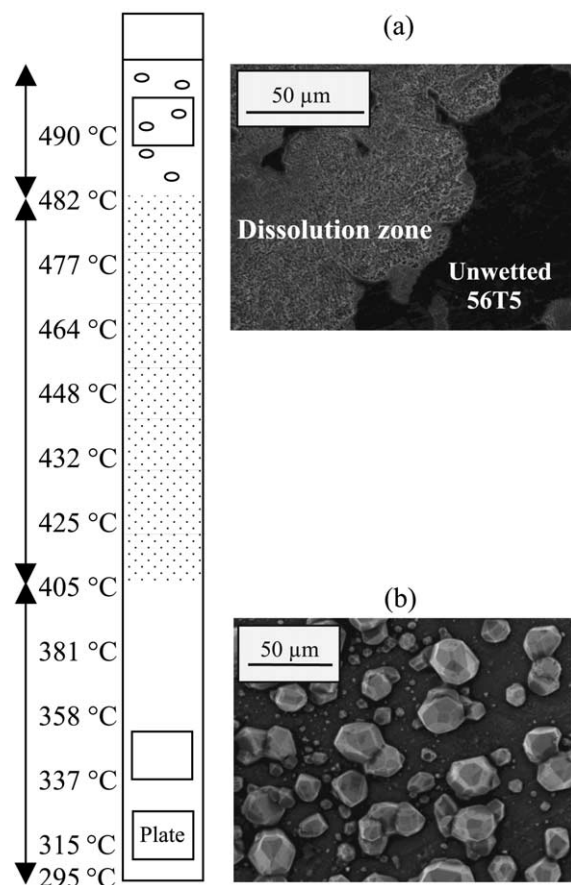 (a)
50 µm
Dissolution zone
Unwetted
56T5
490 °C
482 °C
477 °C
464 °C
448 °C
432 °C
425 °C
405 °C
381 °C
358 °C
337 °C
315 °C
295 °C
Plate
(b)
50 µm